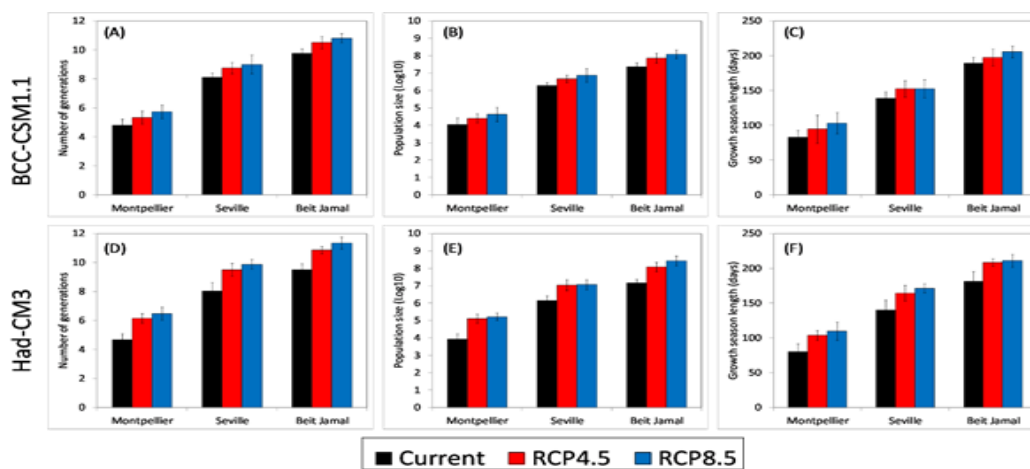 BCC-CSM1.1
(A)
Number of generations
12
10
8
6
4
2
0
Montpellier Seville Beit Jamal
(B)
Population size (Log10)
10
9
8
7
6
5
4
3
2
1
0
Montpellier Seville Beit Jamal
(C)
Growth season length (days)
250
200
150
100
50
0
Montpellier Seville Beit Jamal
Had-CM3
(D)
Number of generations
12
10
8
6
4
2
0
Montpellier Seville Beit Jamal
(E)
Population size (Log10)
10
9
8
7
6
5
4
3
2
1
0
Montpellier Seville Beit Jamal
(F)
Growth season length (days)
250
200
150
100
50
0
Montpellier Seville Beit Jamal
Current RCP4.5 RCP8.5